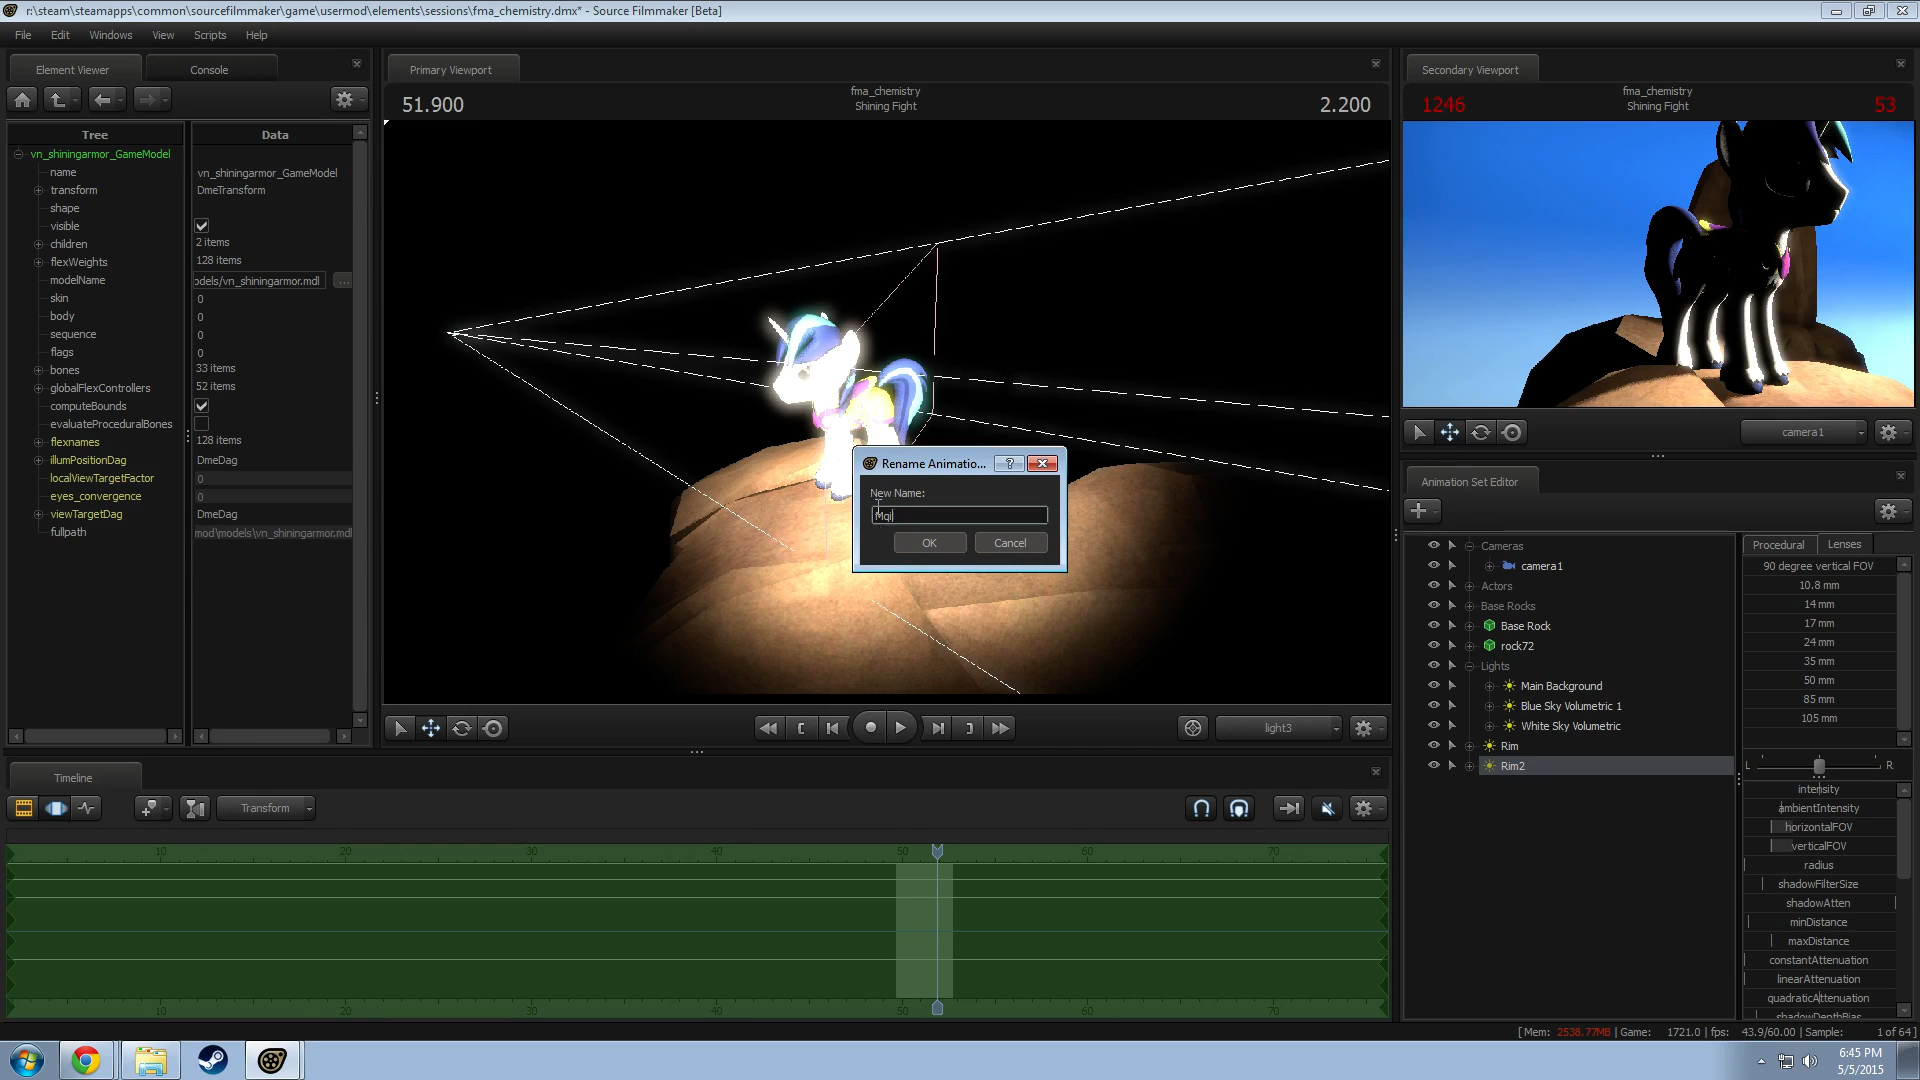 r:\steam\steamapps\common\sourcefilmmaker\game\usermod\elements\sessions\fma_chemistry.dmx* - Source Filmmaker [Beta]
File Edit Windows View Scripts Help
Element Viewer Console
Tree Data
vn_shiningarmor_GameModel
name vn_shiningarmor_GameModel
transform DmeTransform
shape
visible
children 2 items
flexWeights 128 items
modelName odels/vn_shiningarmor.mdl ...
skin 0
body 0
sequence 0
flags 0
bones 33 items
globalFlexControllers 52 items
computeBounds
evaluateProceduralBones
flexnames 128 items
illumPositionDag DmeDag
localViewTargetFactor 0
eyes_convergence 0
viewTargetDag DmeDag
fullpath mod\models\vn_shiningarmor.mdl
Primary Viewport
51.900
fma_chemistry
Shining Fight
2.200
Rename Animatio...
New Name:
Mqi
OK Cancel
light3
Secondary Viewport
1246
fma_chemistry
Shining Fight
53
camera1
Animation Set Editor
Cameras
camera1
Actors
Base Rocks
Base Rock
rock72
Lights
Main Background
Blue Sky Volumetric 1
White Sky Volumetric
Rim
Rim2
Procedural Lenses
90 degree vertical FOV
10.8 mm
14 mm
17 mm
24 mm
35 mm
50 mm
85 mm
105 mm
L R
intensity
ambientIntensity
horizontalFOV
verticalFOV
radius
shadowFilterSize
shadowAtten
minDistance
maxDistance
constantAttenuation
linearAttenuation
quadraticAttenuation
shadowDepthBias
Timeline
Transform
10 20 30 40 50 60 70
10 20 30 40 50 60 70
[ Mem: 2538.77MB | Game: 1721.0 | fps: 43.9/60.00 | Sample: 1 of 64 ]
6:45 PM
5/5/2015